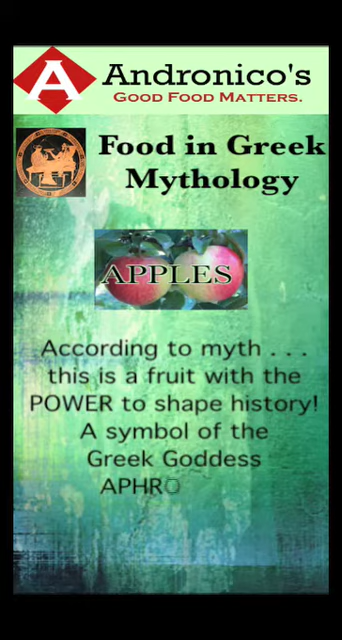 A
Andronico's
GOOD FOOD MATTERS.
Food in Greek
Mythology
APPLES
According to myth . . .
this is a fruit with the
POWER to shape history!
A symbol of the
Greek Goddess
APHR